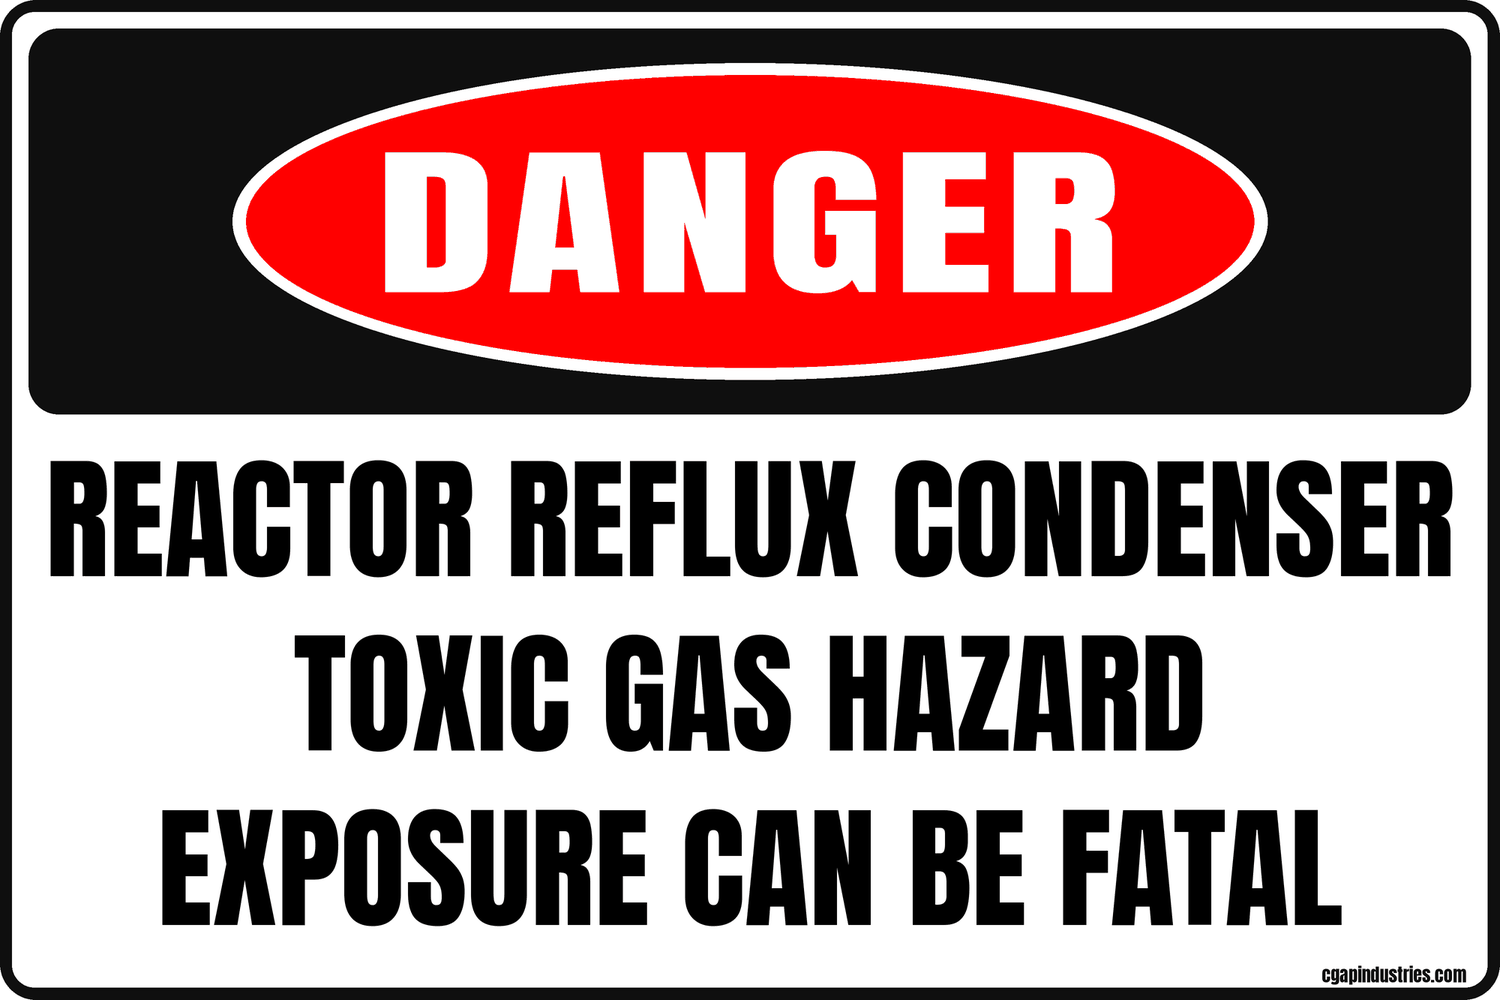 DANGER
REACTOR REFLUX CONDENSER
TOXIC GAS HAZARD
EXPOSURE CAN BE FATAL
cgapindustries.com